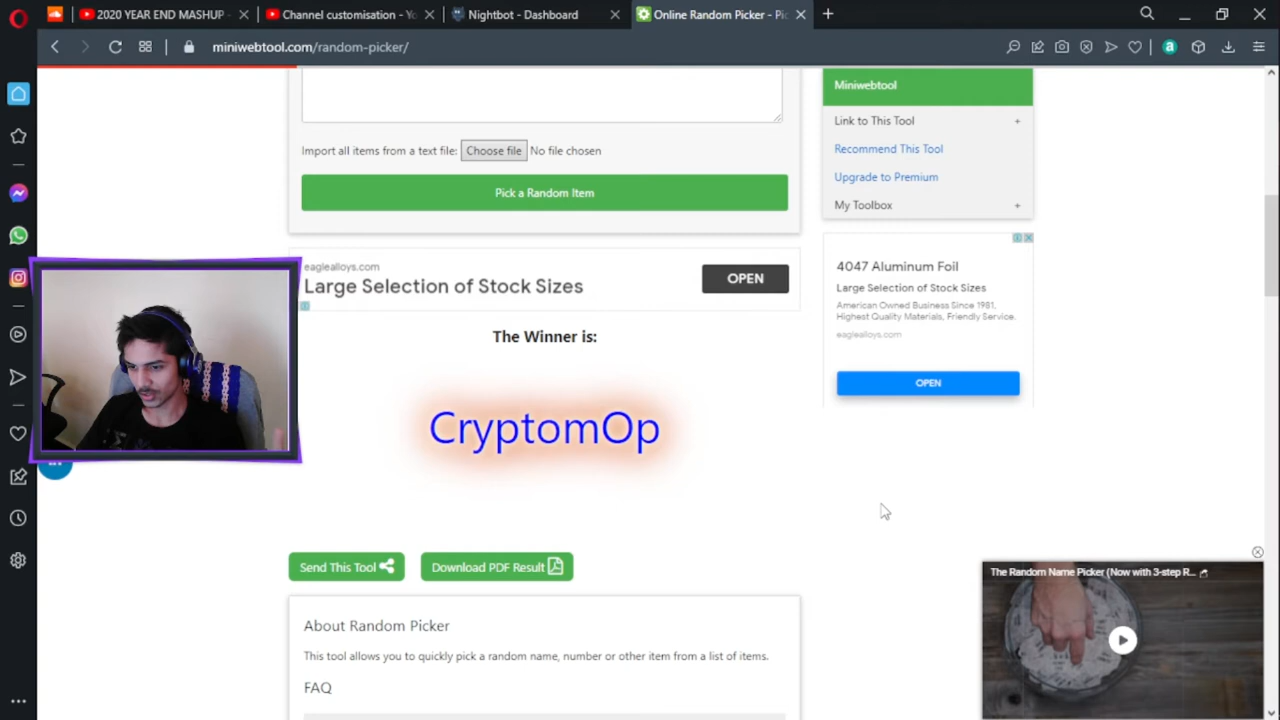 2020 YEAR END MASHUP -
Channel customisation - Yo
Nightbot - Dashboard
Online Random Picker - Pic
miniwebtool.com/random-picker/
Import all items from a text file: Choose file No file chosen
Pick a Random Item
Miniwebtool
Link to This Tool +
Recommend This Tool
Upgrade to Premium
My Toolbox +
eaglealloys.com
Large Selection of Stock Sizes
OPEN
4047 Aluminum Foil
Large Selection of Stock Sizes
American Owned Business Since 1981,
Highest Quality Materials, Friendly Service.
eaglealloys.com
OPEN
The Winner is:
CryptomOp
Send This Tool
Download PDF Result
The Random Name Picker (Now with 3-step R...
About Random Picker
This tool allows you to quickly pick a random name, number or other item from a list of items.
FAQ